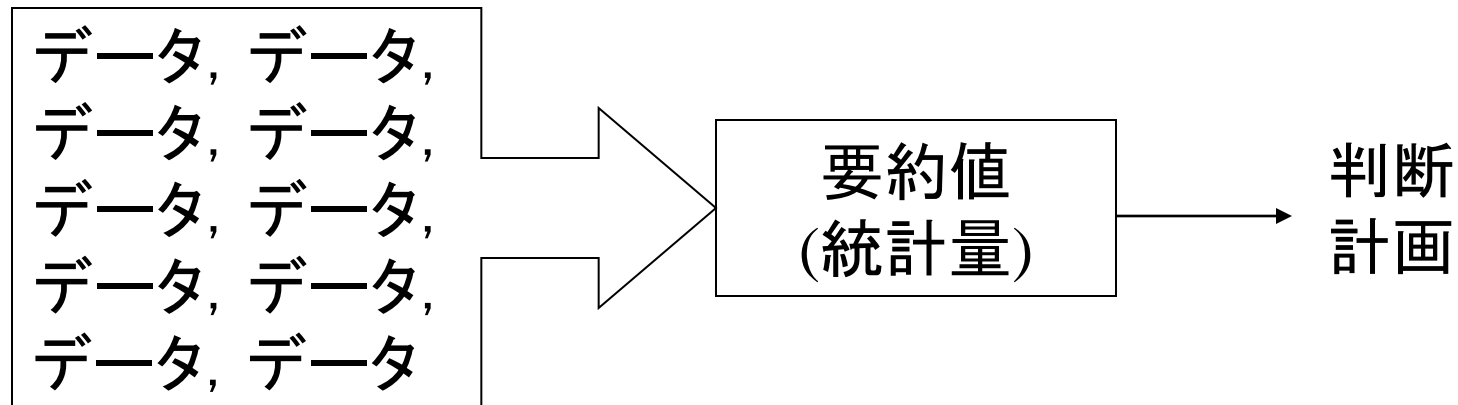 データ, データ,
データ, データ,
データ, データ,
データ, データ,
データ, データ
要約値
(統計量)
判断
計画